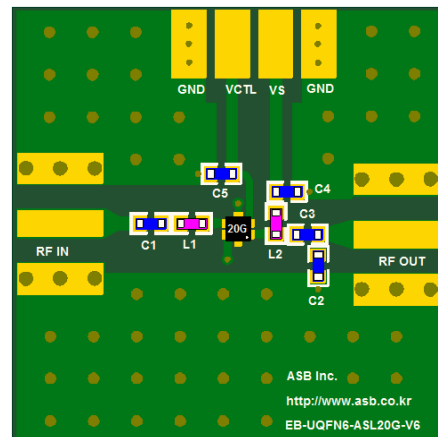 GND VCTL VS GND
C5
C4
C3
RF IN
C1 L1 20G
L2
RF OUT
C2
ASB Inc.
http://www.asb.co.kr
EB-UQFN6-ASL20G-V6